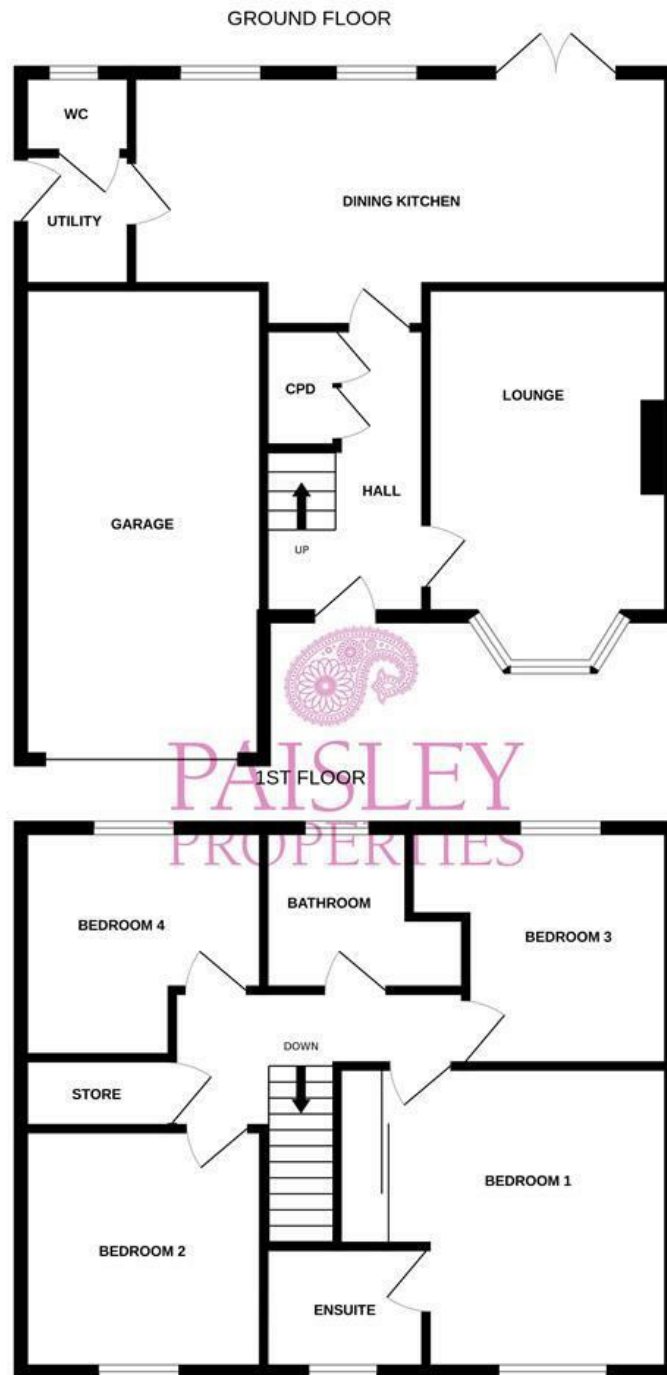 GROUND FLOOR
WC
UTILITY
DINING KITCHEN
CPD
LOUNGE
HALL
GARAGE
UP
PAISLEY
1ST FLOOR
PROPERTIES
BEDROOM 4
BATHROOM
BEDROOM 3
DOWN
STORE
BEDROOM 1
BEDROOM 2
ENSUITE